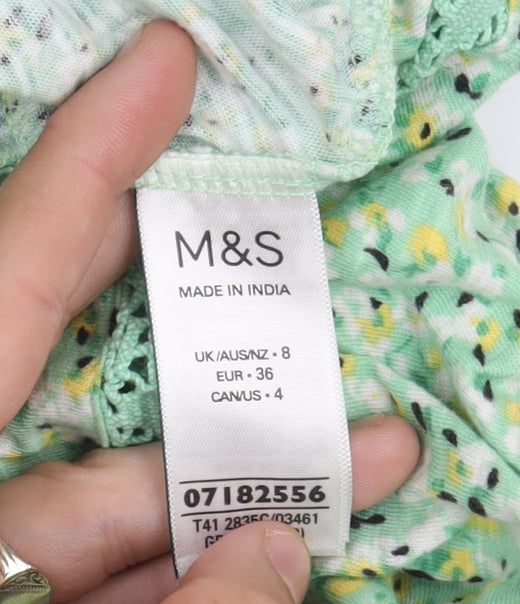 M&S
MADE IN INDIA
UK/AUS/NZ • 8
EUR • 36
CAN/US • 4
07182556
T41 2835C/03461